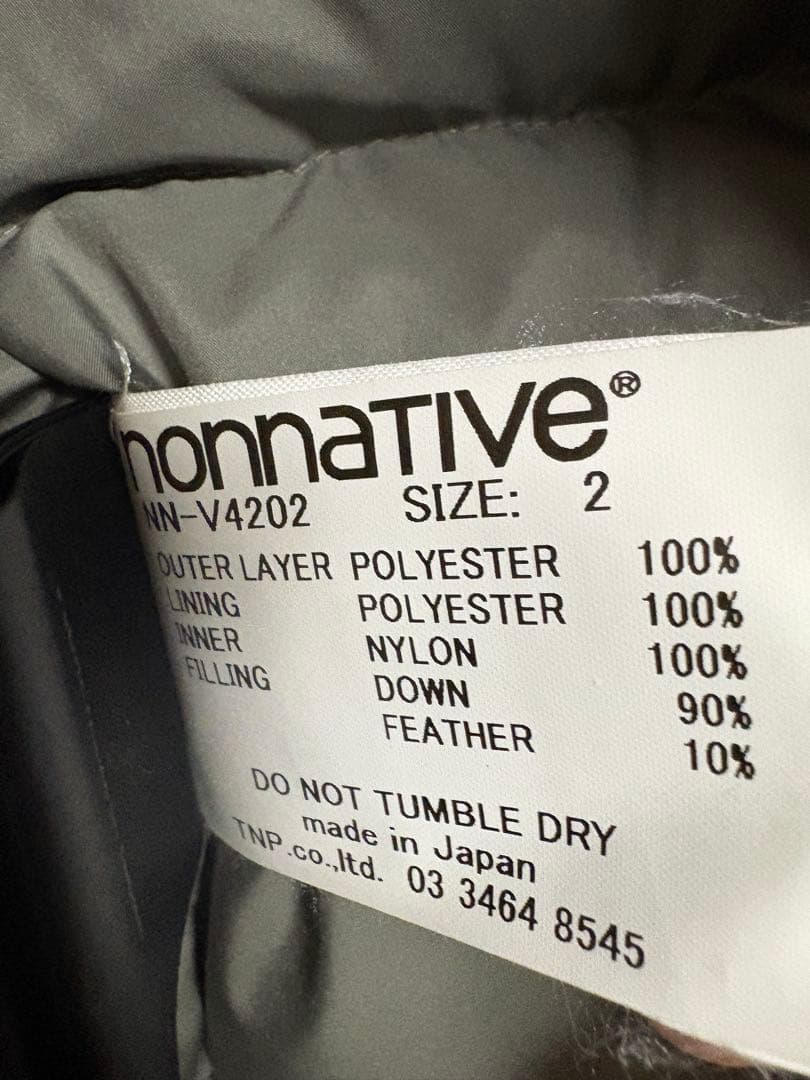 nonnative®
NN-V4202 SIZE: 2
OUTER LAYER POLYESTER 100%
LINING POLYESTER 100%
INNER NYLON 100%
FILLING DOWN 90%
FEATHER 10%
DO NOT TUMBLE DRY
made in Japan
TNP.co.,ltd. 03 3464 8545